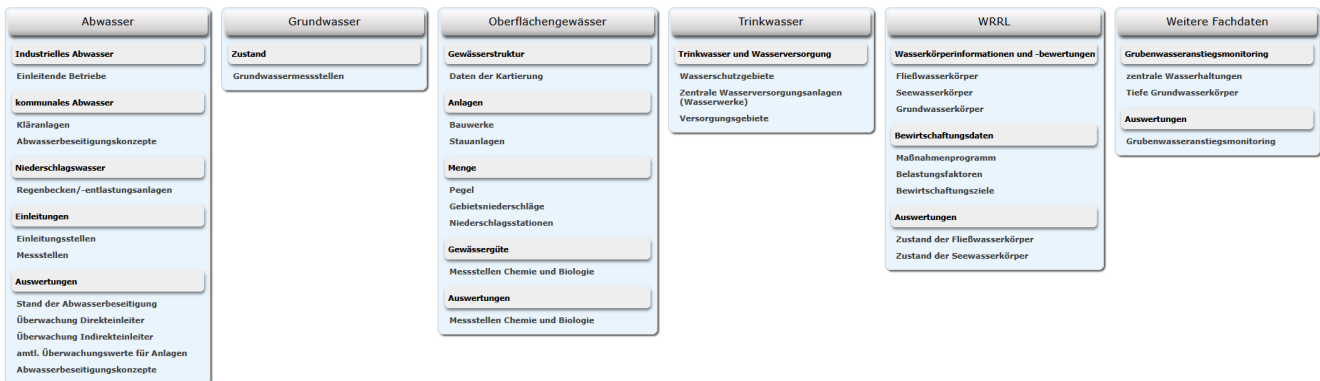 Abwasser
Industrielles Abwasser
Einleitende Betriebe
kommunales Abwasser
Kläranlagen
Abwasserbeseitigungskonzepte
Niederschlagswasser
Regenbecken/-entlastungsanlagen
Einleitungen
Einleitungsstellen
Messstellen
Auswertungen
Stand der Abwasserbeseitigung
Überwachung Direkteinleiter
Überwachung Indirekteinleiter
amtl. Überwachungswerte für Anlagen
Abwasserbeseitigungskonzepte
Grundwasser
Zustand
Grundwassermessstellen
Oberflächengewässer
Gewässerstruktur
Daten der Kartierung
Anlagen
Bauwerke
Stauanlagen
Menge
Pegel
Gebietsniederschläge
Niederschlagsstationen
Gewässergüte
Messstellen Chemie und Biologie
Auswertungen
Messstellen Chemie und Biologie
Trinkwasser
Trinkwasser und Wasserversorgung
Wasserschutzgebiete
Zentrale Wasserversorgungsanlagen
(Wasserwerke)
Versorgungsgebiete
WRRL
Wasserkörperinformationen und -bewertungen
Fließwasserkörper
Seewasserkörper
Grundwasserkörper
Bewirtschaftungsdaten
Maßnahmenprogramm
Belastungsfaktoren
Bewirtschaftungsziele
Auswertungen
Zustand der Fließwasserkörper
Zustand der Seewasserkörper
Weitere Fachdaten
Grubenwasseranstiegsmonitoring
zentrale Wasserhaltungen
Tiefe Grundwasserkörper
Auswertungen
Grubenwasseranstiegsmonitoring